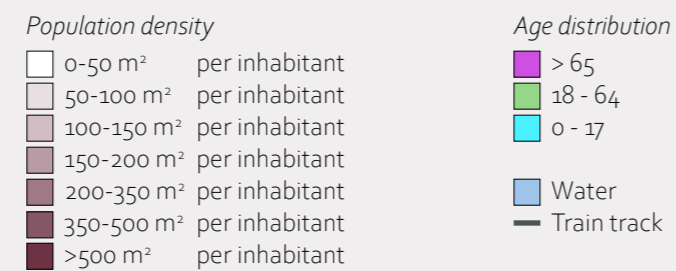 Population density
0-50 m² per inhabitant
50-100 m² per inhabitant
100-150 m² per inhabitant
150-200 m² per inhabitant
200-350 m² per inhabitant
350-500 m² per inhabitant
>500 m² per inhabitant
Age distribution
> 65
18 - 64
0 - 17
Water
Train track